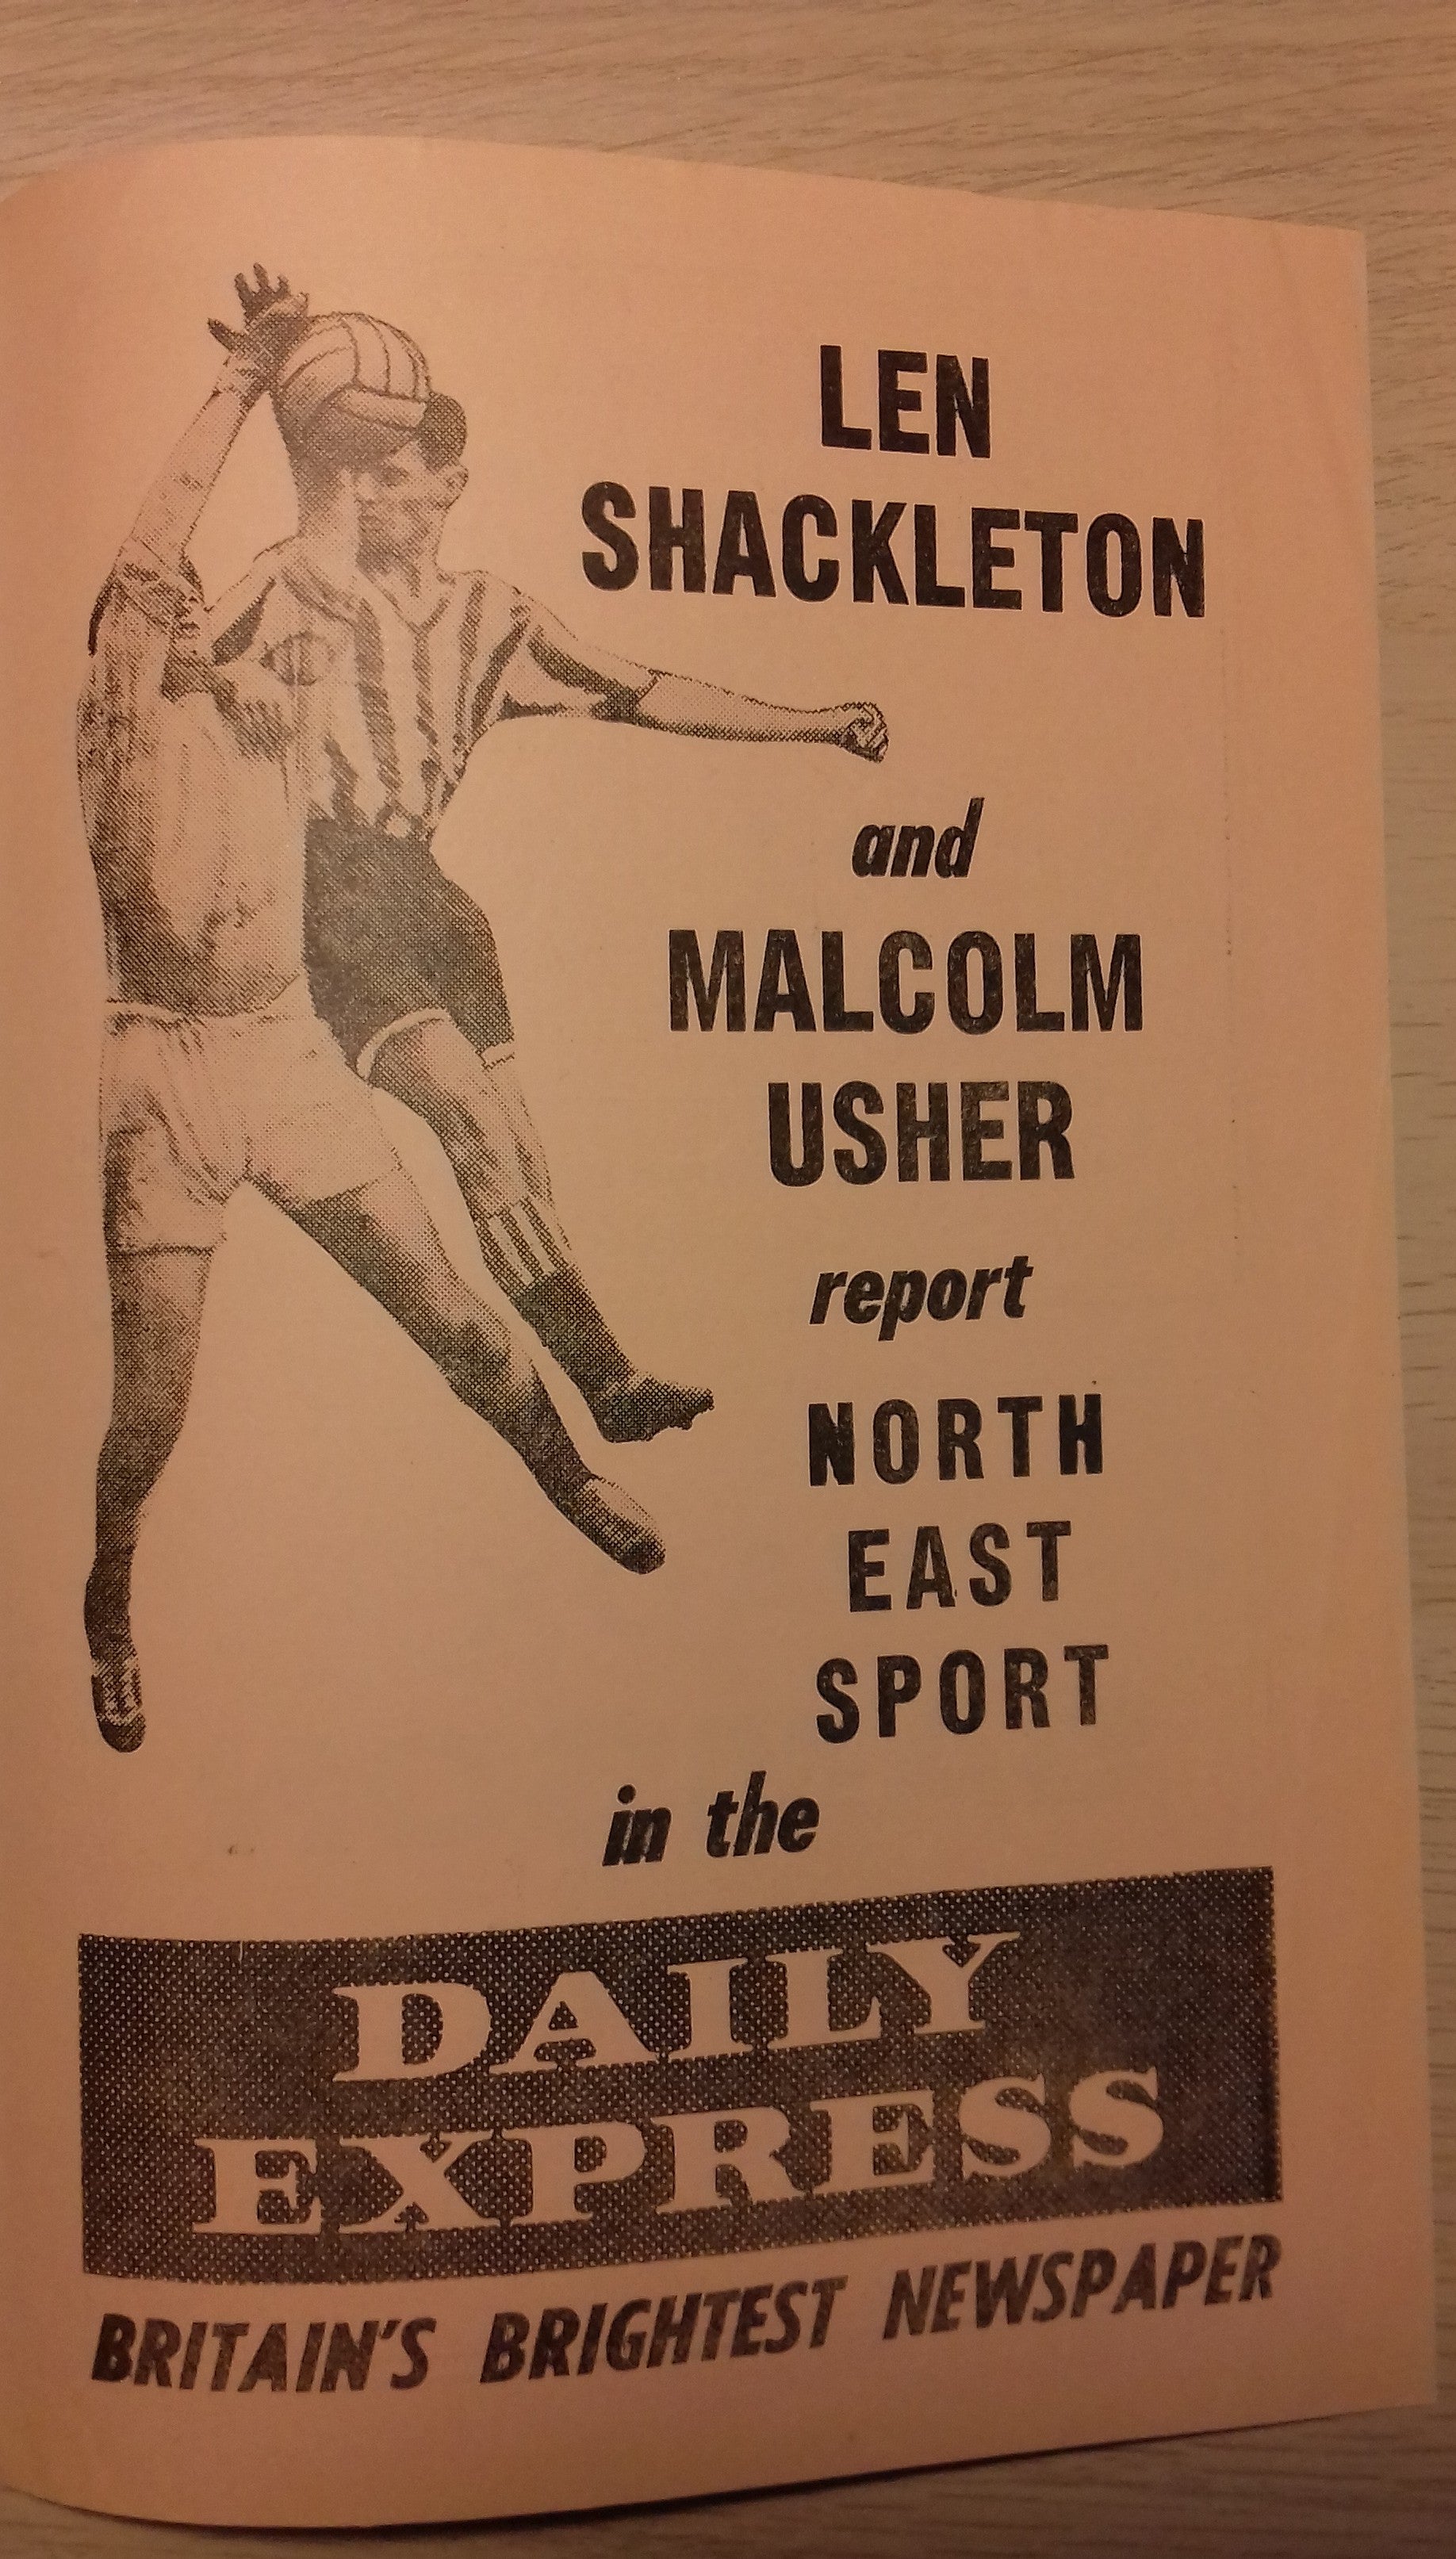 LEN
SHACKLETON
and
MALCOLM
USHER
report
NORTH
EAST
SPORT
in the
DAILY
EXPRESS
BRITAIN'S BRIGHTEST NEWSPAPER